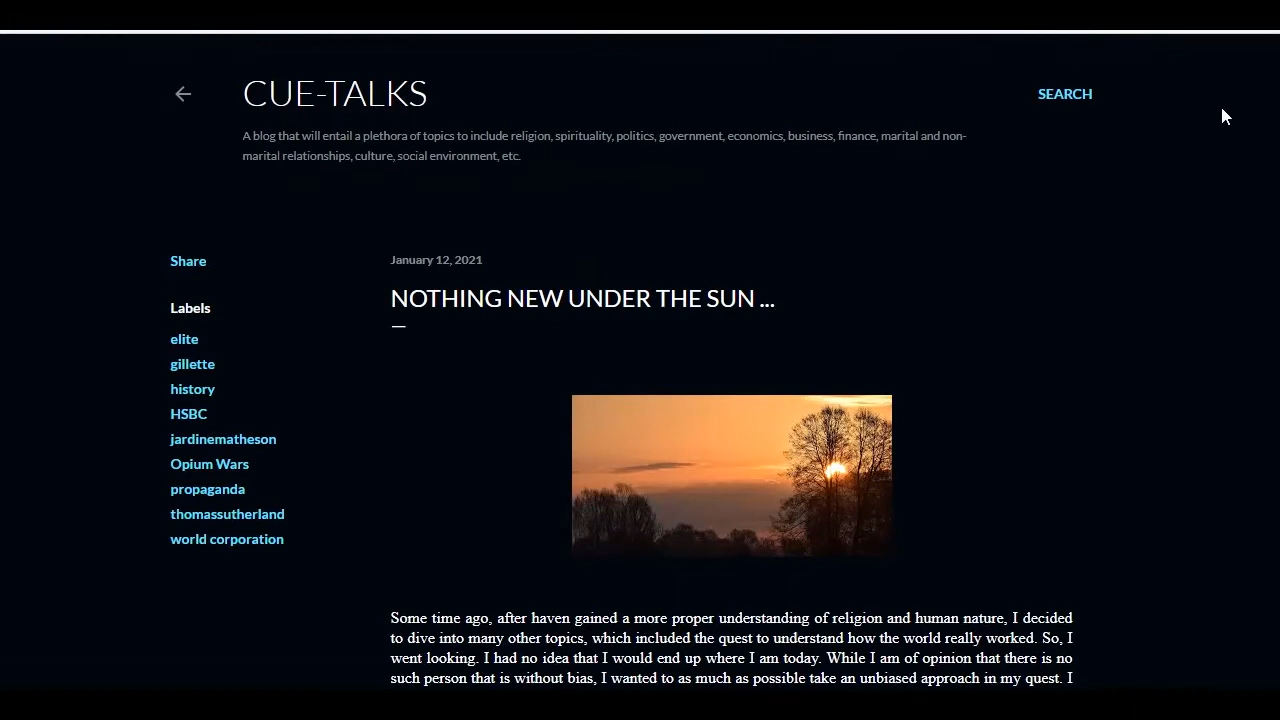 CUE-TALKS
SEARCH
A blog that will entail a plethora of topics to include religion, spirituality, politics, government, economics, business, finance, marital and non-
marital relationships, culture, social environment, etc.
Share
Labels
elite
gillette
history
HSBC
jardinematheson
Opium Wars
propaganda
thomassutherland
world corporation
January 12, 2021
NOTHING NEW UNDER THE SUN ...
Some time ago, after haven gained a more proper understanding of religion and human nature, I decided
to dive into many other topics, which included the quest to understand how the world really worked. So, I
went looking. I had no idea that I would end up where I am today. While I am of opinion that there is no
such person that is without bias, I wanted to as much as possible take an unbiased approach in my quest. I